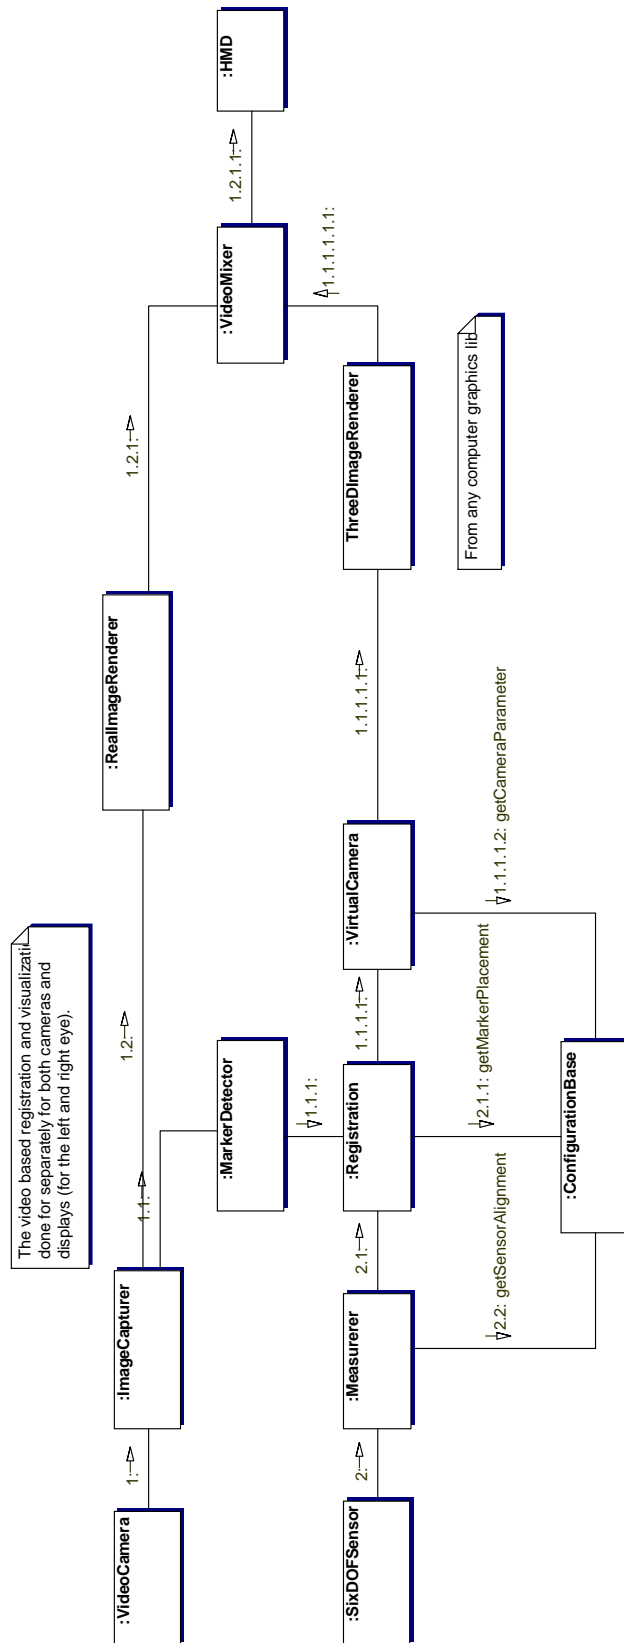 The video based registration and visualizati
done for separately for both cameras and
displays (for the left and right eye).
:VideoCamera
1:
:ImageCapturer
1.1:
1.2:
:RealImageRenderer
1.2.1:
:VideoMixer
1.2.1.1:
:HMD
:MarkerDetector
1.1.1:
:SixDOFSensor
2:
:Measurerer
2.1:
:Registration
1.1.1.1:
:VirtualCamera
1.1.1.1.1:
ThreeDImageRenderer
1.1.1.1.1.1:
2.2: getSensorAlignment
2.1.1: getMarkerPlacement
1.1.1.1.2: getCameraParameter
:ConfigurationBase
From any computer graphics lib